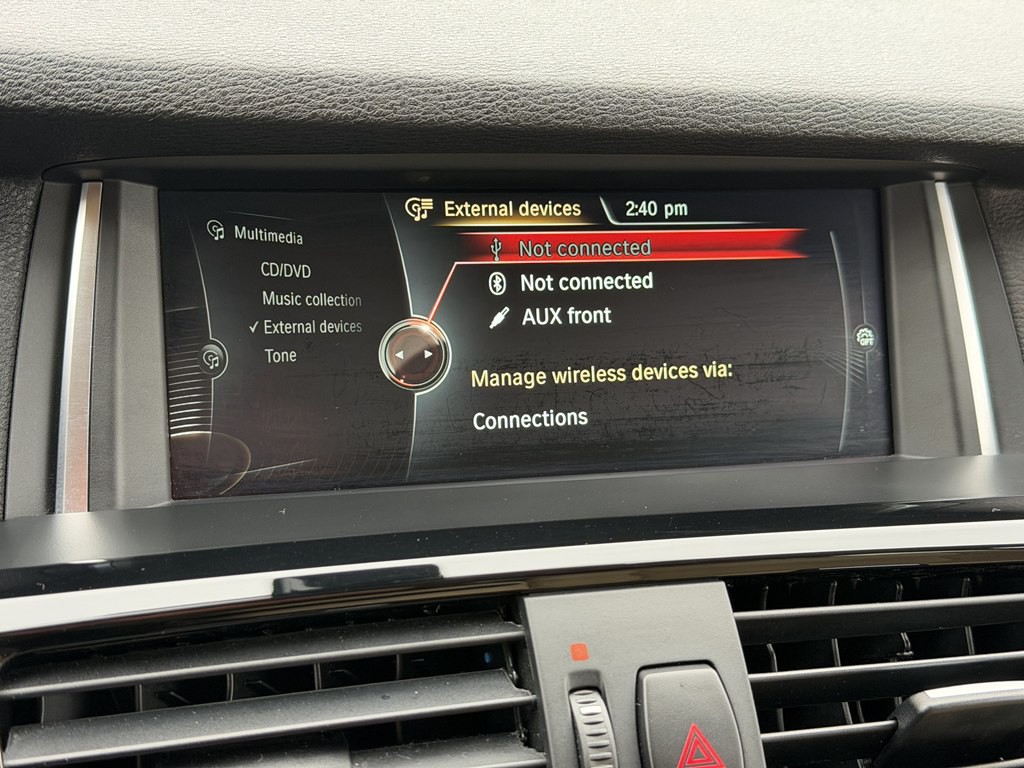 Multimedia
CD/DVD
Music collection
✓ External devices
Tone
External devices
2:40 pm
Not connected
Not connected
AUX front
Manage wireless devices via:
Connections